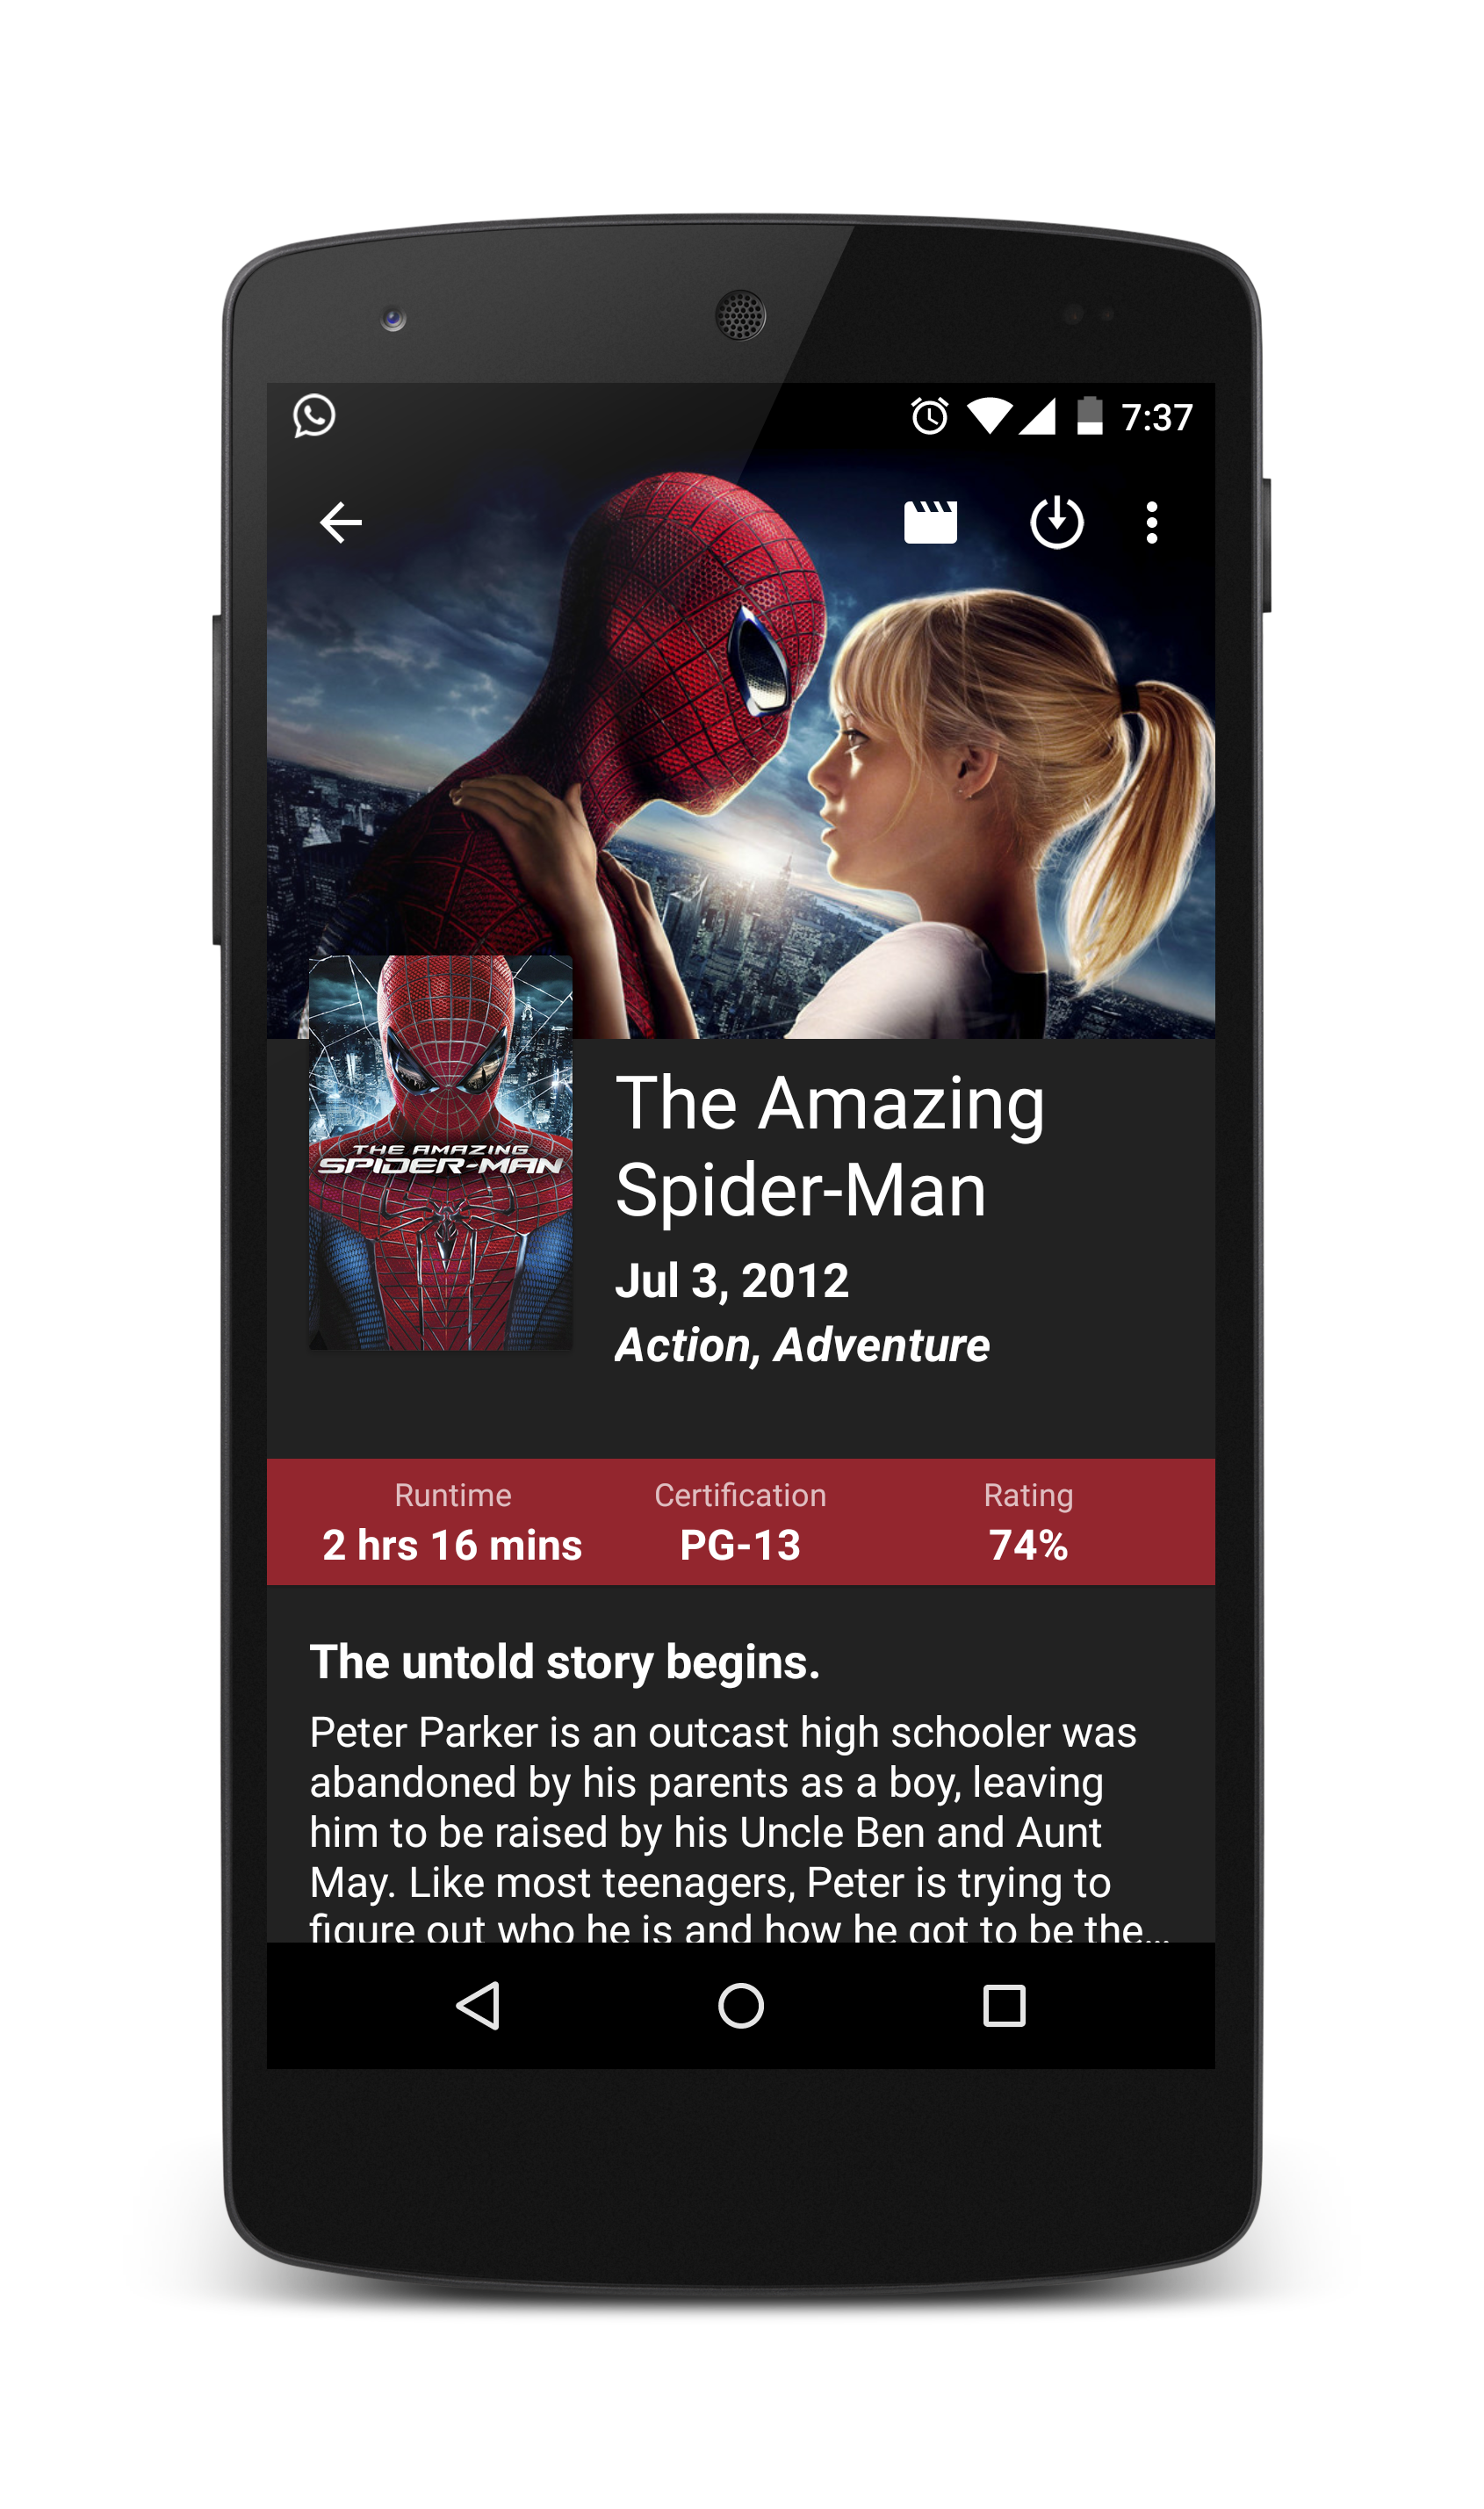 7:37
THE AMAZING
SPIDER-MAN
The Amazing
Spider-Man
Jul 3, 2012
Action, Adventure
Runtime Certification Rating
2 hrs 16 mins PG-13 74%
The untold story begins.
Peter Parker is an outcast high schooler was
abandoned by his parents as a boy, leaving
him to be raised by his Uncle Ben and Aunt
May. Like most teenagers, Peter is trying to
figure out who he is and how he got to be the...